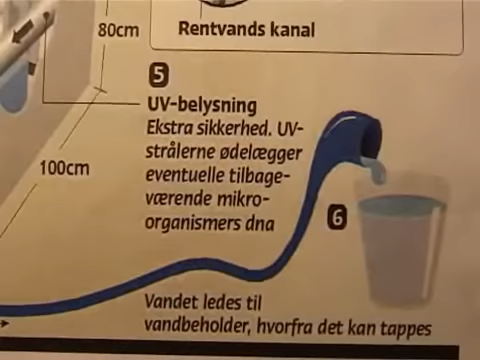 80cm
Rentvands kanal
5
UV-belysning
Ekstra sikkerhed. UV-
strålerne ødelægger
eventuelle tilbage-
værende mikro-
organismers dna
100cm
6
Vandet ledes til
vandbeholder, hvorfra det kan tappes